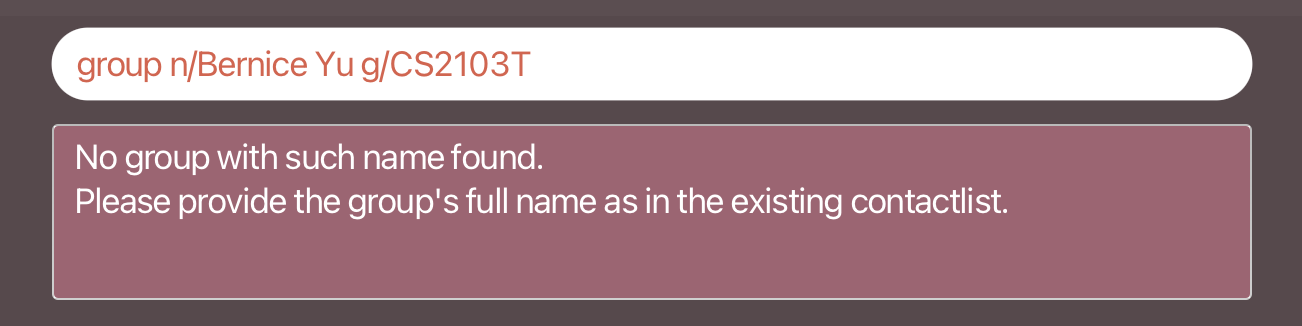 group n/Bernice Yu g/CS2103T
No group with such name found.
Please provide the group's full name as in the existing contactlist.